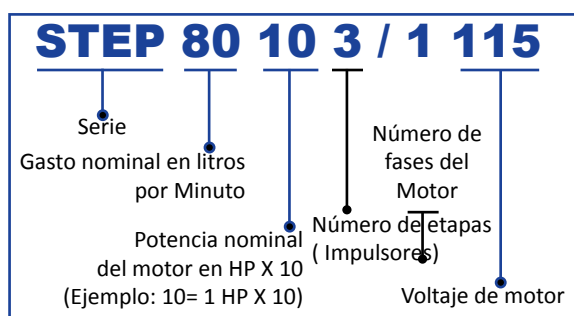 STEP 80 10 3 / 1 115
Serie
Gasto nominal en litros
por Minuto
Potencia nominal
del motor en HP X 10
(Ejemplo: 10= 1 HP X 10)
Número de etapas
( Impulsores)
Número de
fases del
Motor
Voltaje de motor